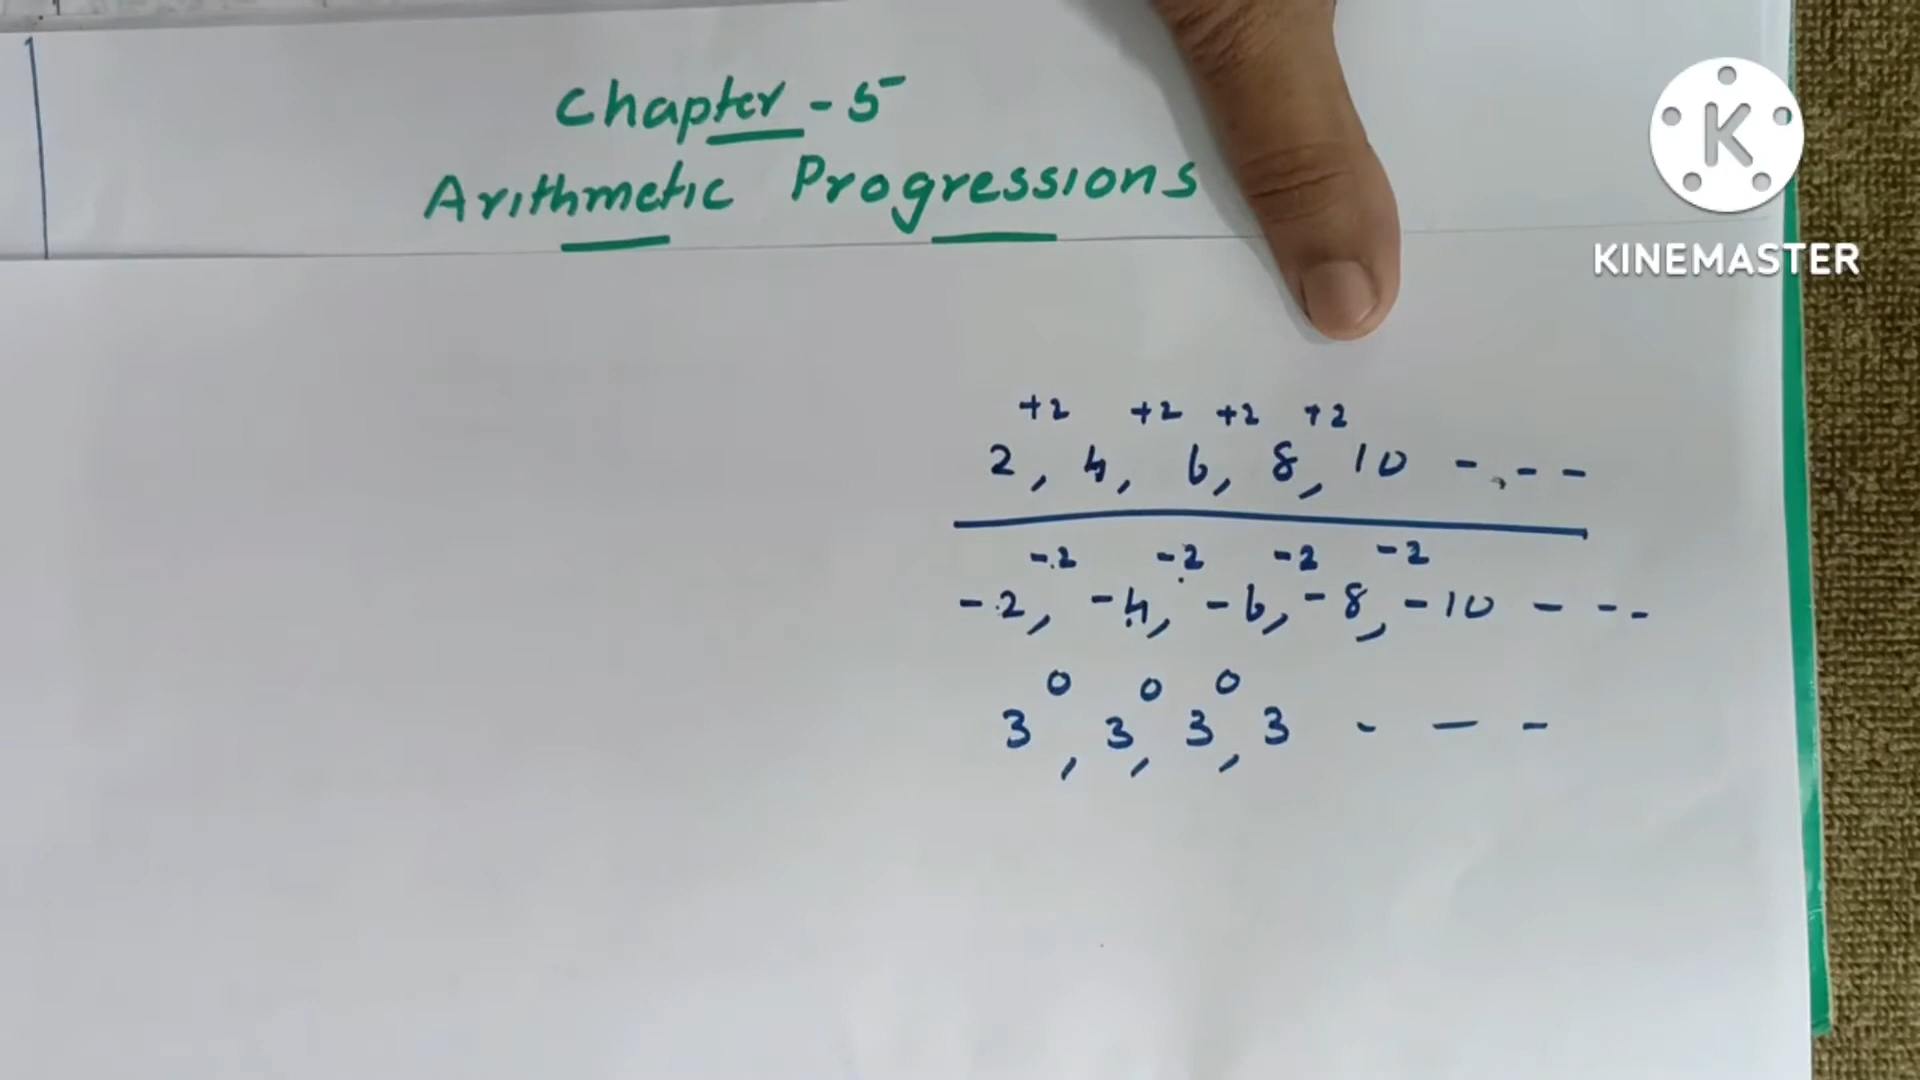 Chapter - 5
Arithmetic Progressions
K
KINEMASTER
+2 +2 +2 +2
2, 4, 6, 8, 10 - - -
-2 -2 -2 -2
-2, -4, -6, -8, -10 - - -
0 0 0
3, 3, 3, 3 - - -